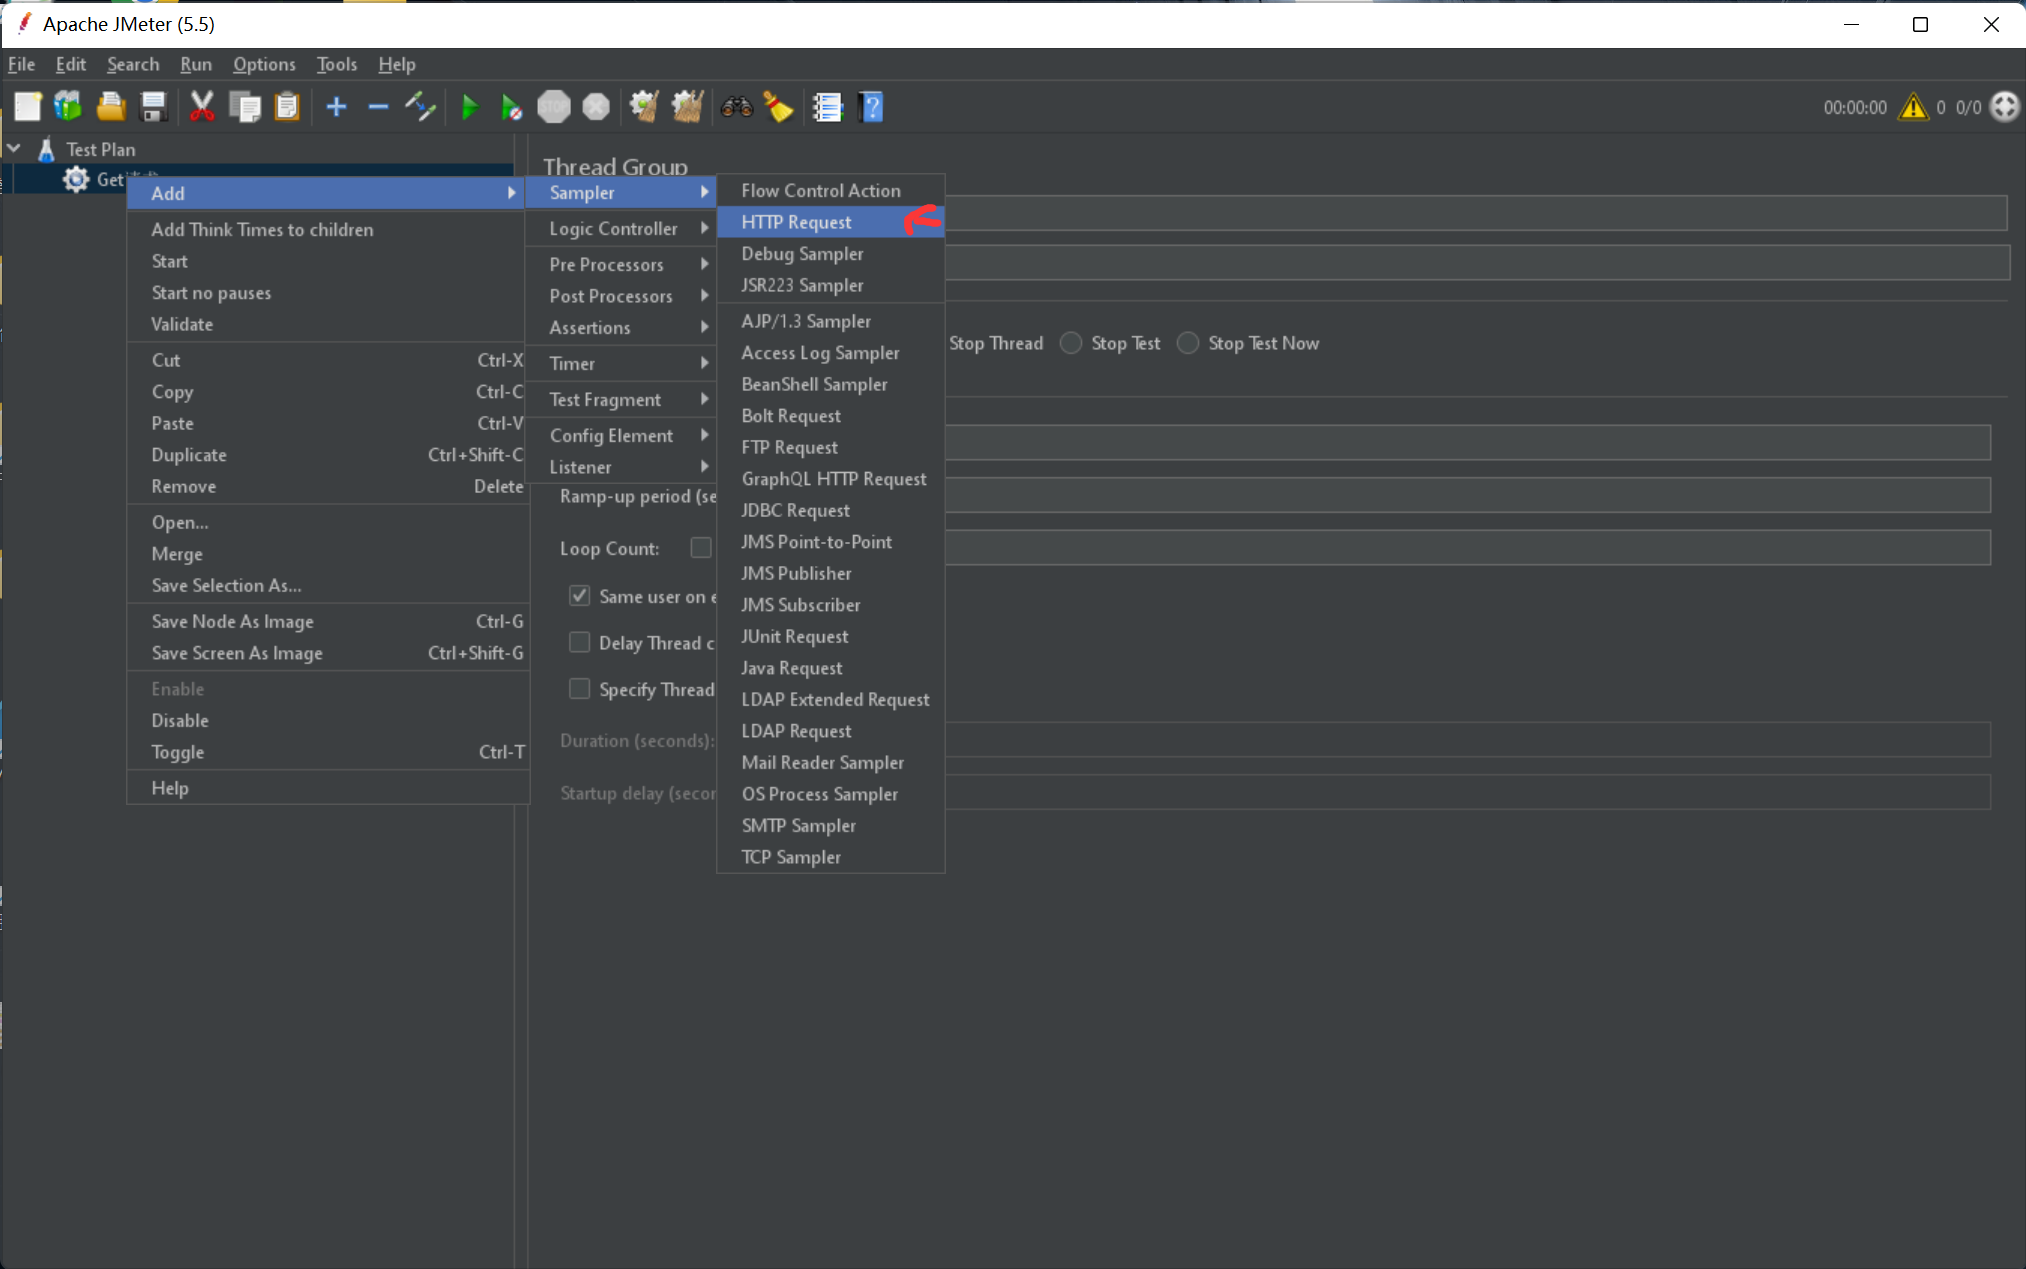 Apache JMeter (5.5)
File Edit Search Run Options Tools Help
STOP
00:00:00 0 0/0
Test Plan
Get
Thread Group
Add
Add Think Times to children
Start
Start no pauses
Validate
Cut Ctrl-X
Copy Ctrl-C
Paste Ctrl-V
Duplicate Ctrl+Shift-C
Remove Delete
Open...
Merge
Save Selection As...
Save Node As Image Ctrl-G
Save Screen As Image Ctrl+Shift-G
Enable
Disable
Toggle Ctrl-T
Help
Sampler
Logic Controller
Pre Processors
Post Processors
Assertions
Timer
Test Fragment
Config Element
Listener
Flow Control Action
HTTP Request
Debug Sampler
JSR223 Sampler
AJP/1.3 Sampler
Access Log Sampler
BeanShell Sampler
Bolt Request
FTP Request
GraphQL HTTP Request
JDBC Request
JMS Point-to-Point
JMS Publisher
JMS Subscriber
JUnit Request
Java Request
LDAP Extended Request
LDAP Request
Mail Reader Sampler
OS Process Sampler
SMTP Sampler
TCP Sampler
Stop Thread Stop Test Stop Test Now
Ramp-up period (se
Loop Count:
Same user on e
Delay Thread c
Specify Thread
Duration (seconds):
Startup delay (secor